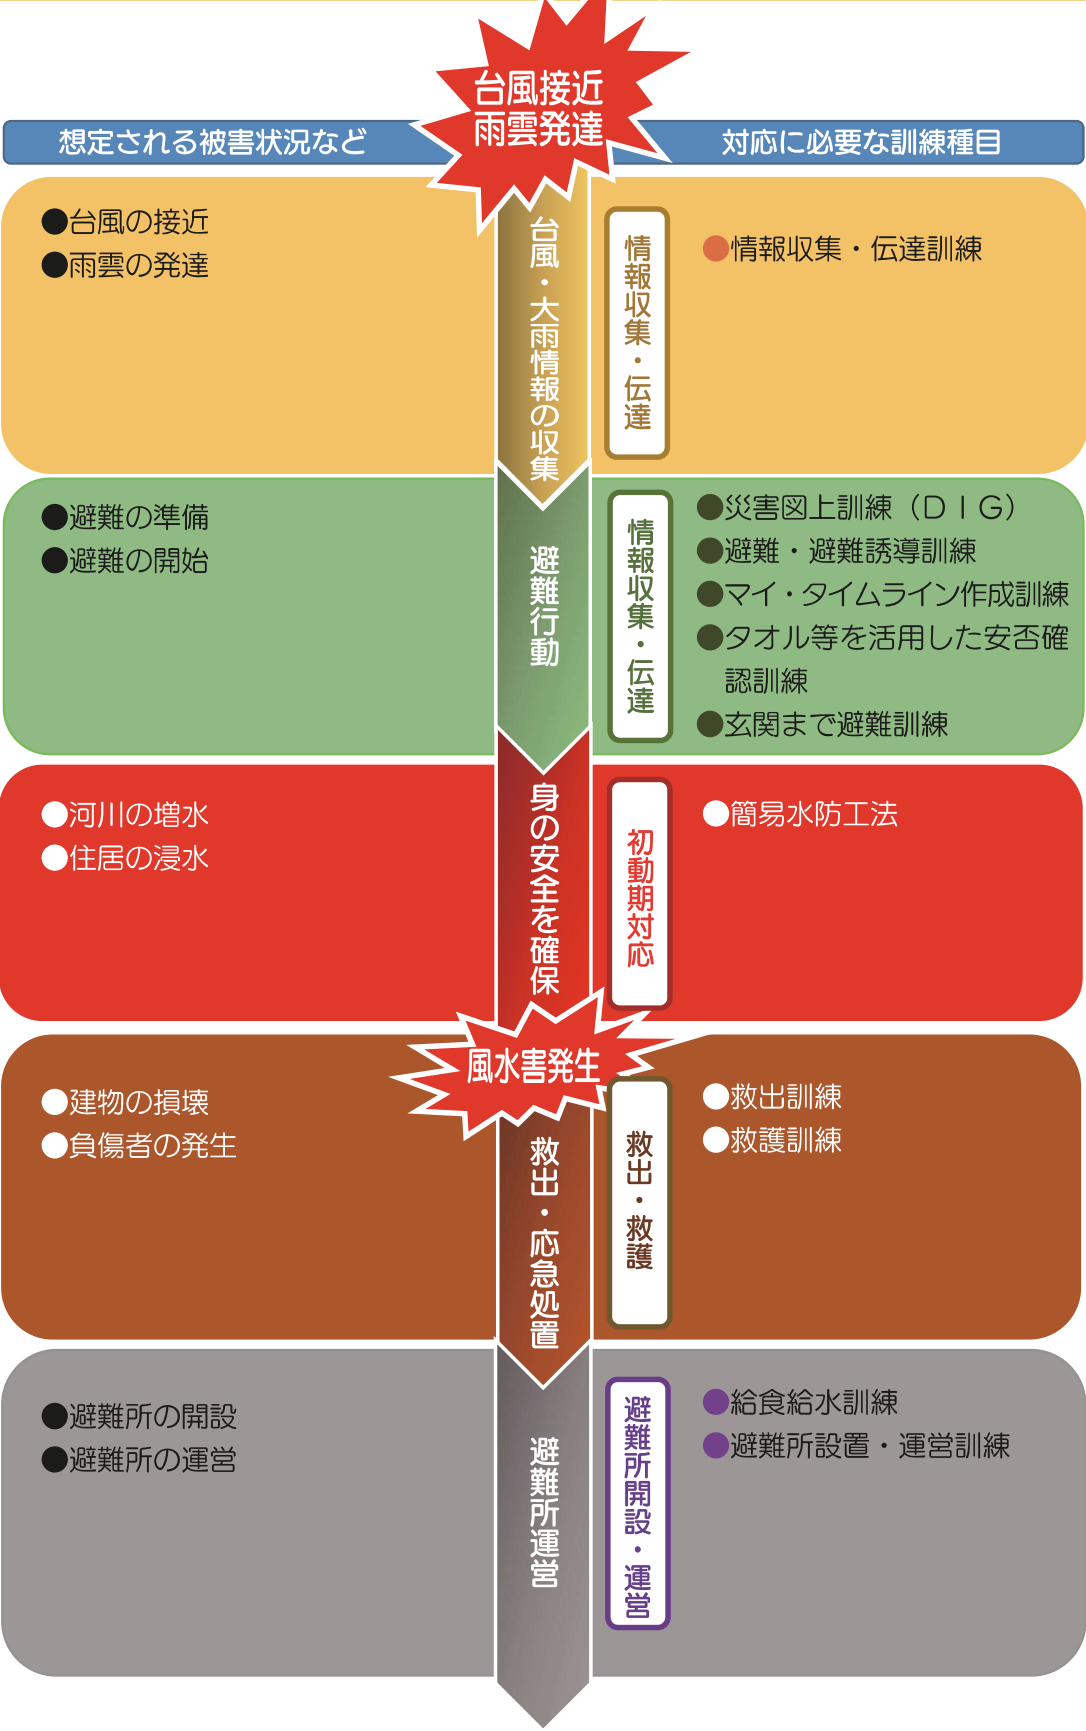 台風接近
雨雲発達
想定される被害状況など
対応に必要な訓練種目
●台風の接近
●雨雲の発達
台風・大雨情報の収集
情報収集・伝達
●情報収集・伝達訓練
●避難の準備
●避難の開始
避難行動
情報収集・伝達
●災害図上訓練（ＤＩＧ）
●避難・避難誘導訓練
●マイ・タイムライン作成訓練
●タオル等を活用した安否確
認訓練
●玄関まで避難訓練
●河川の増水
●住居の浸水
身の安全を確保
初動期対応
●簡易水防工法
風水害発生
●建物の損壊
●負傷者の発生
救出・応急処置
救出・救護
●救出訓練
●救護訓練
●避難所の開設
●避難所の運営
避難所運営
避難所開設・運営
●給食給水訓練
●避難所設置・運営訓練